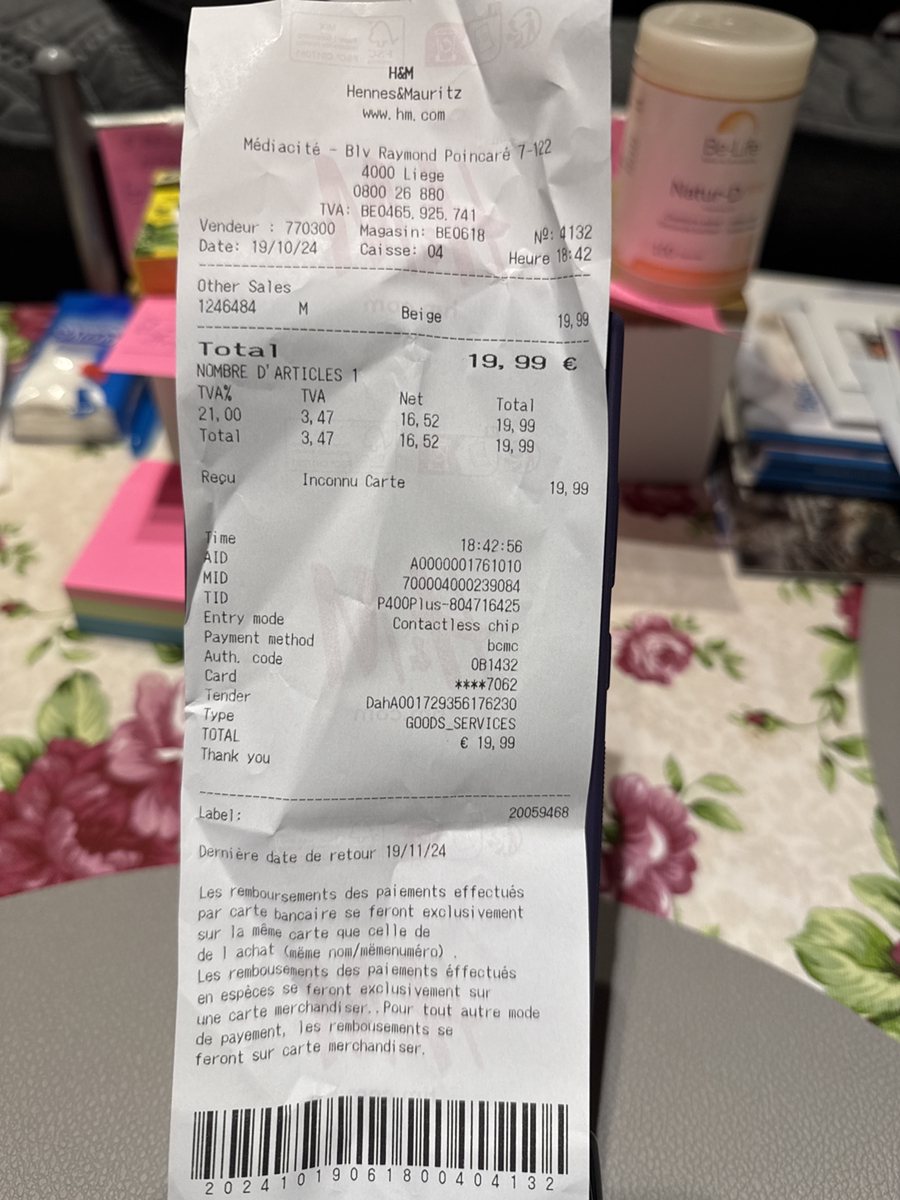 H&M
Hennes&Mauritz
www.hm.com
Médiacité - Blv Raymond Poincaré 7-122
4000 Liege
0800 26 880
TVA: BE0465.925.741
Vendeur : 770300 Magasin: BE0618 Nº: 4132
Date: 19/10/24 Caisse: 04 Heure 18:42
Other Sales
1246484 M Beige 19,99
Total 19,99 €
NOMBRE D'ARTICLES 1
TVA% TVA Net Total
21,00 3,47 16,52 19,99
Total 3,47 16,52 19,99
Reçu Inconnu Carte 19,99
Time 18:42:56
AID A0000001761010
MID 700004000239084
TID P400Plus-804716425
Entry mode Contactless chip
Payment method bcmc
Auth. code 0B1432
Card ****7062
Tender DahA001729356176230
Type GOODS_SERVICES
TOTAL € 19,99
Thank you
Label: 20059468
Dernière date de retour 19/11/24
Les remboursements des paiements effectués
par carte bancaire se feront exclusivement
sur la même carte que celle de
de l achat (même nom/mëmenuméro) .
Les rembousements des paiements éffectués
en espèces se feront exclusivement sur
une carte merchandiser..Pour tout autre mode
de payement, les rembousements se
feront sur carte merchandiser.
20241019061800404132
Be-Life
Natur-D